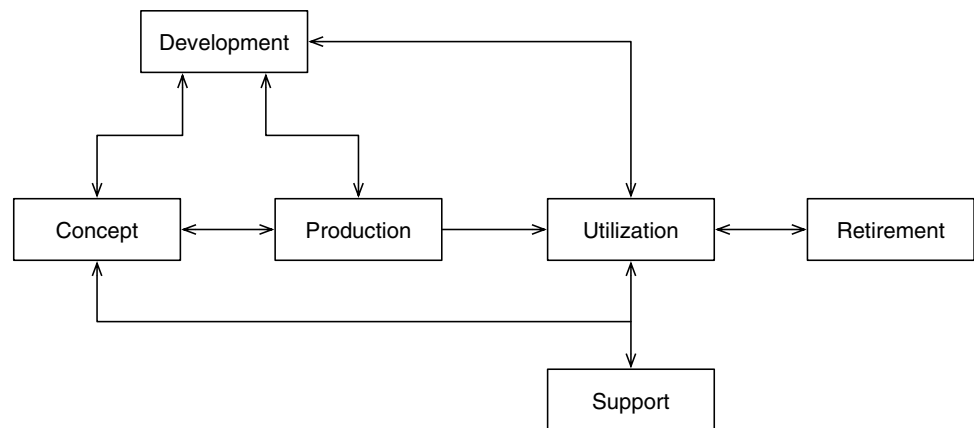 Development
Concept
Production
Utilization
Retirement
Support